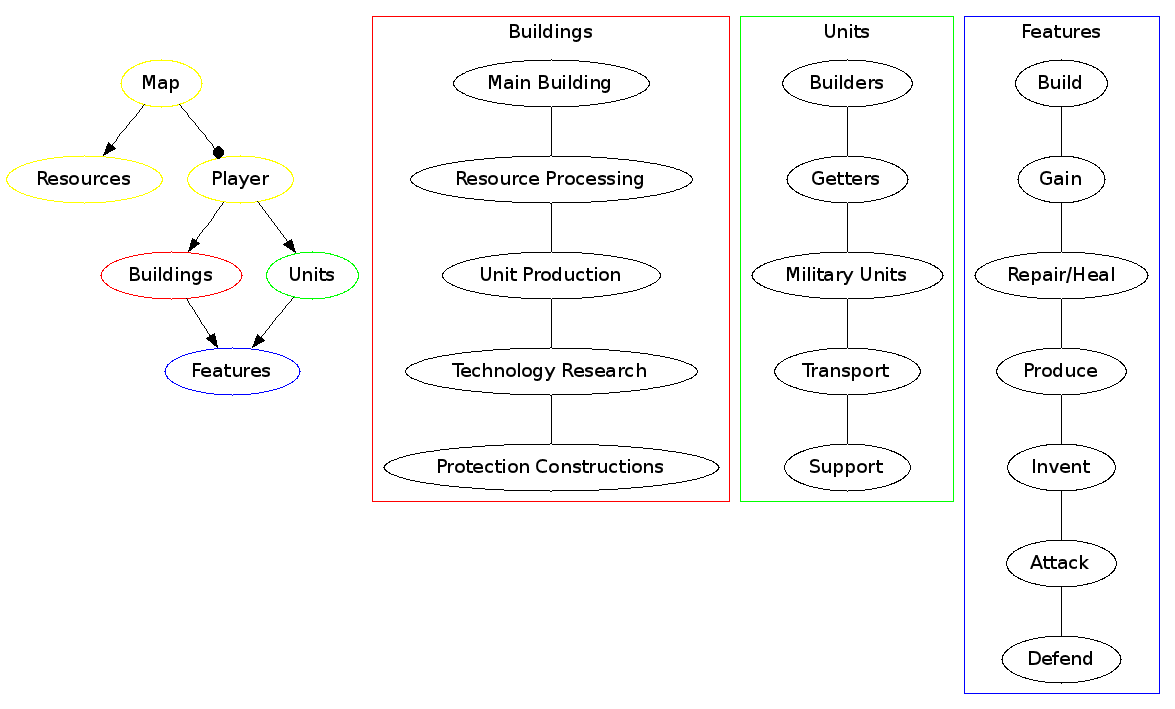 Map
Resources
Player
Buildings
Units
Features
Buildings
Main Building
Resource Processing
Unit Production
Technology Research
Protection Constructions
Units
Builders
Getters
Military Units
Transport
Support
Features
Build
Gain
Repair/Heal
Produce
Invent
Attack
Defend